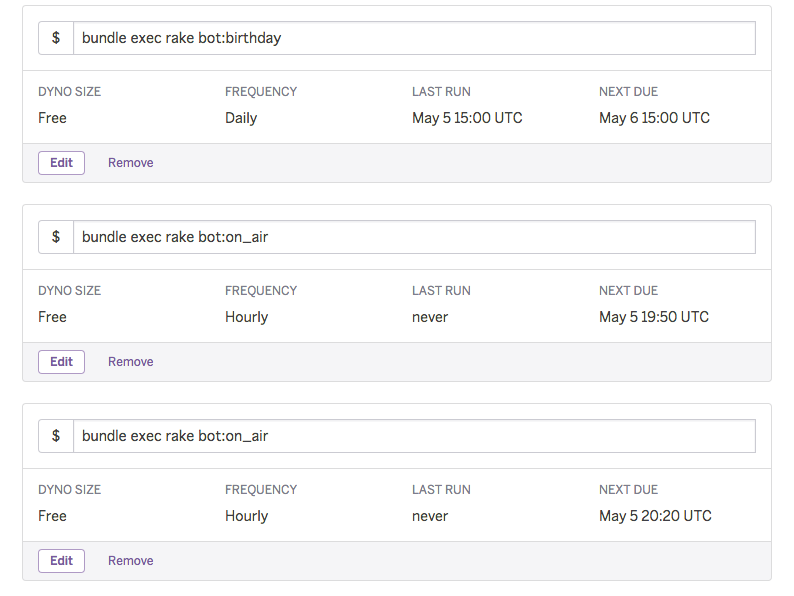 $ bundle exec rake bot:birthday
DYNO SIZE FREQUENCY LAST RUN NEXT DUE
Free Daily May 5 15:00 UTC May 6 15:00 UTC
Edit Remove
$ bundle exec rake bot:on_air
DYNO SIZE FREQUENCY LAST RUN NEXT DUE
Free Hourly never May 5 19:50 UTC
Edit Remove
$ bundle exec rake bot:on_air
DYNO SIZE FREQUENCY LAST RUN NEXT DUE
Free Hourly never May 5 20:20 UTC
Edit Remove